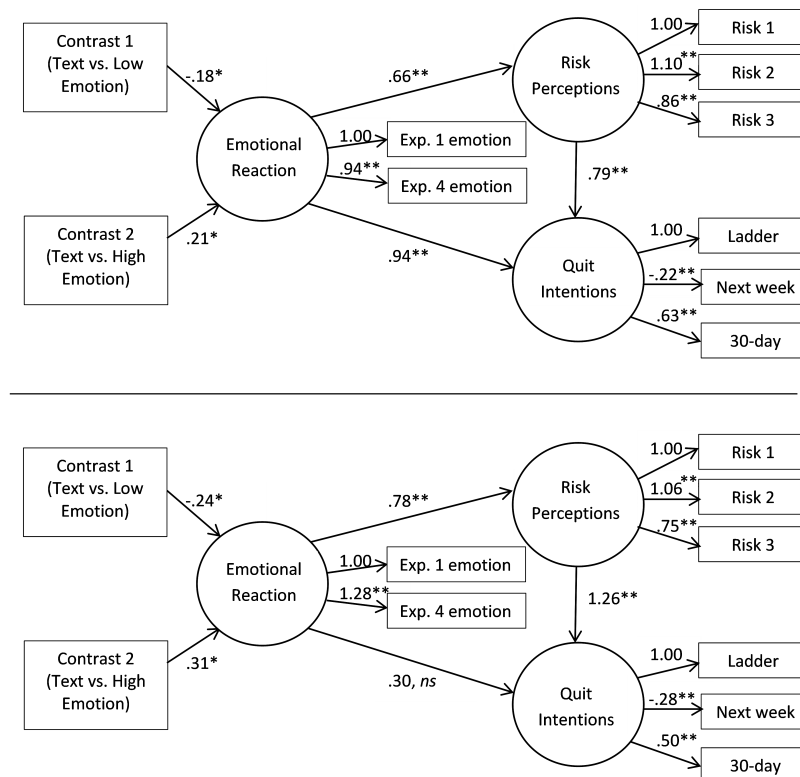 Contrast 1
(Text vs. Low
Emotion)
-.18*
Contrast 2
(Text vs. High
Emotion)
.21*
Emotional
Reaction
.66**
1.00
Exp. 1 emotion
.94**
Exp. 4 emotion
.94**
Risk
Perceptions
1.00
Risk 1
1.10**
Risk 2
.86**
Risk 3
.79**
Quit
Intentions
1.00
Ladder
-.22**
Next week
.63**
30-day
Contrast 1
(Text vs. Low
Emotion)
-.24*
Contrast 2
(Text vs. High
Emotion)
.31*
Emotional
Reaction
.78**
1.00
Exp. 1 emotion
1.28**
Exp. 4 emotion
.30, ns
Risk
Perceptions
1.00
Risk 1
1.06**
Risk 2
.75**
Risk 3
1.26**
Quit
Intentions
1.00
Ladder
-.28**
Next week
.50**
30-day